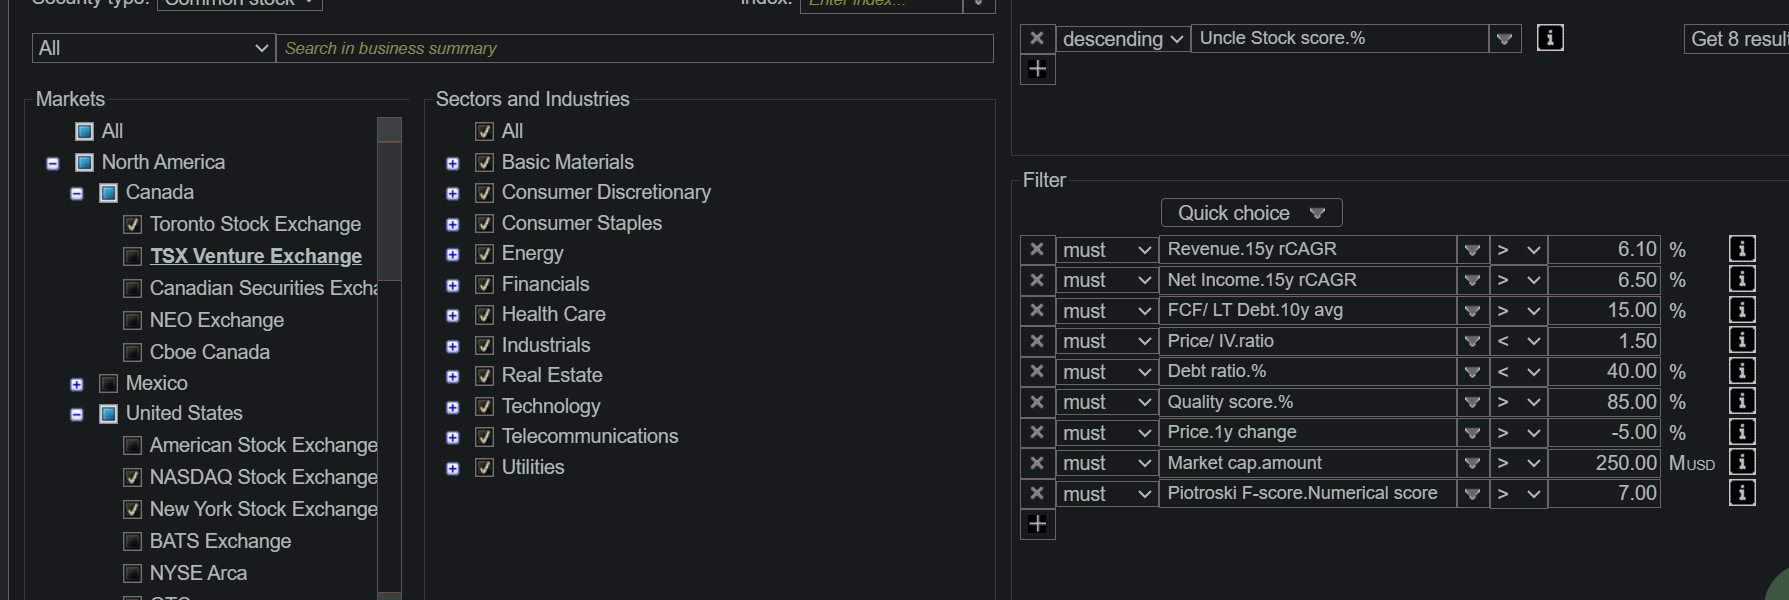 Security type: Common stock
Index: Enter index...
All Search in business summary
descending Uncle Stock score.% Get 8 result
Markets
All
North America
Canada
Toronto Stock Exchange
TSX Venture Exchange
Canadian Securities Excha
NEO Exchange
Cboe Canada
Mexico
United States
American Stock Exchange
NASDAQ Stock Exchange
New York Stock Exchange
BATS Exchange
NYSE Arca
Sectors and Industries
All
Basic Materials
Consumer Discretionary
Consumer Staples
Energy
Financials
Health Care
Industrials
Real Estate
Technology
Telecommunications
Utilities
Filter
Quick choice
must Revenue.15y rCAGR > 6.10 %
must Net Income.15y rCAGR > 6.50 %
must FCF/ LT Debt.10y avg > 15.00 %
must Price/ IV.ratio < 1.50
must Debt ratio.% < 40.00 %
must Quality score.% > 85.00 %
must Price.1y change > -5.00 %
must Market cap.amount > 250.00 MUSD
must Piotroski F-score.Numerical score > 7.00